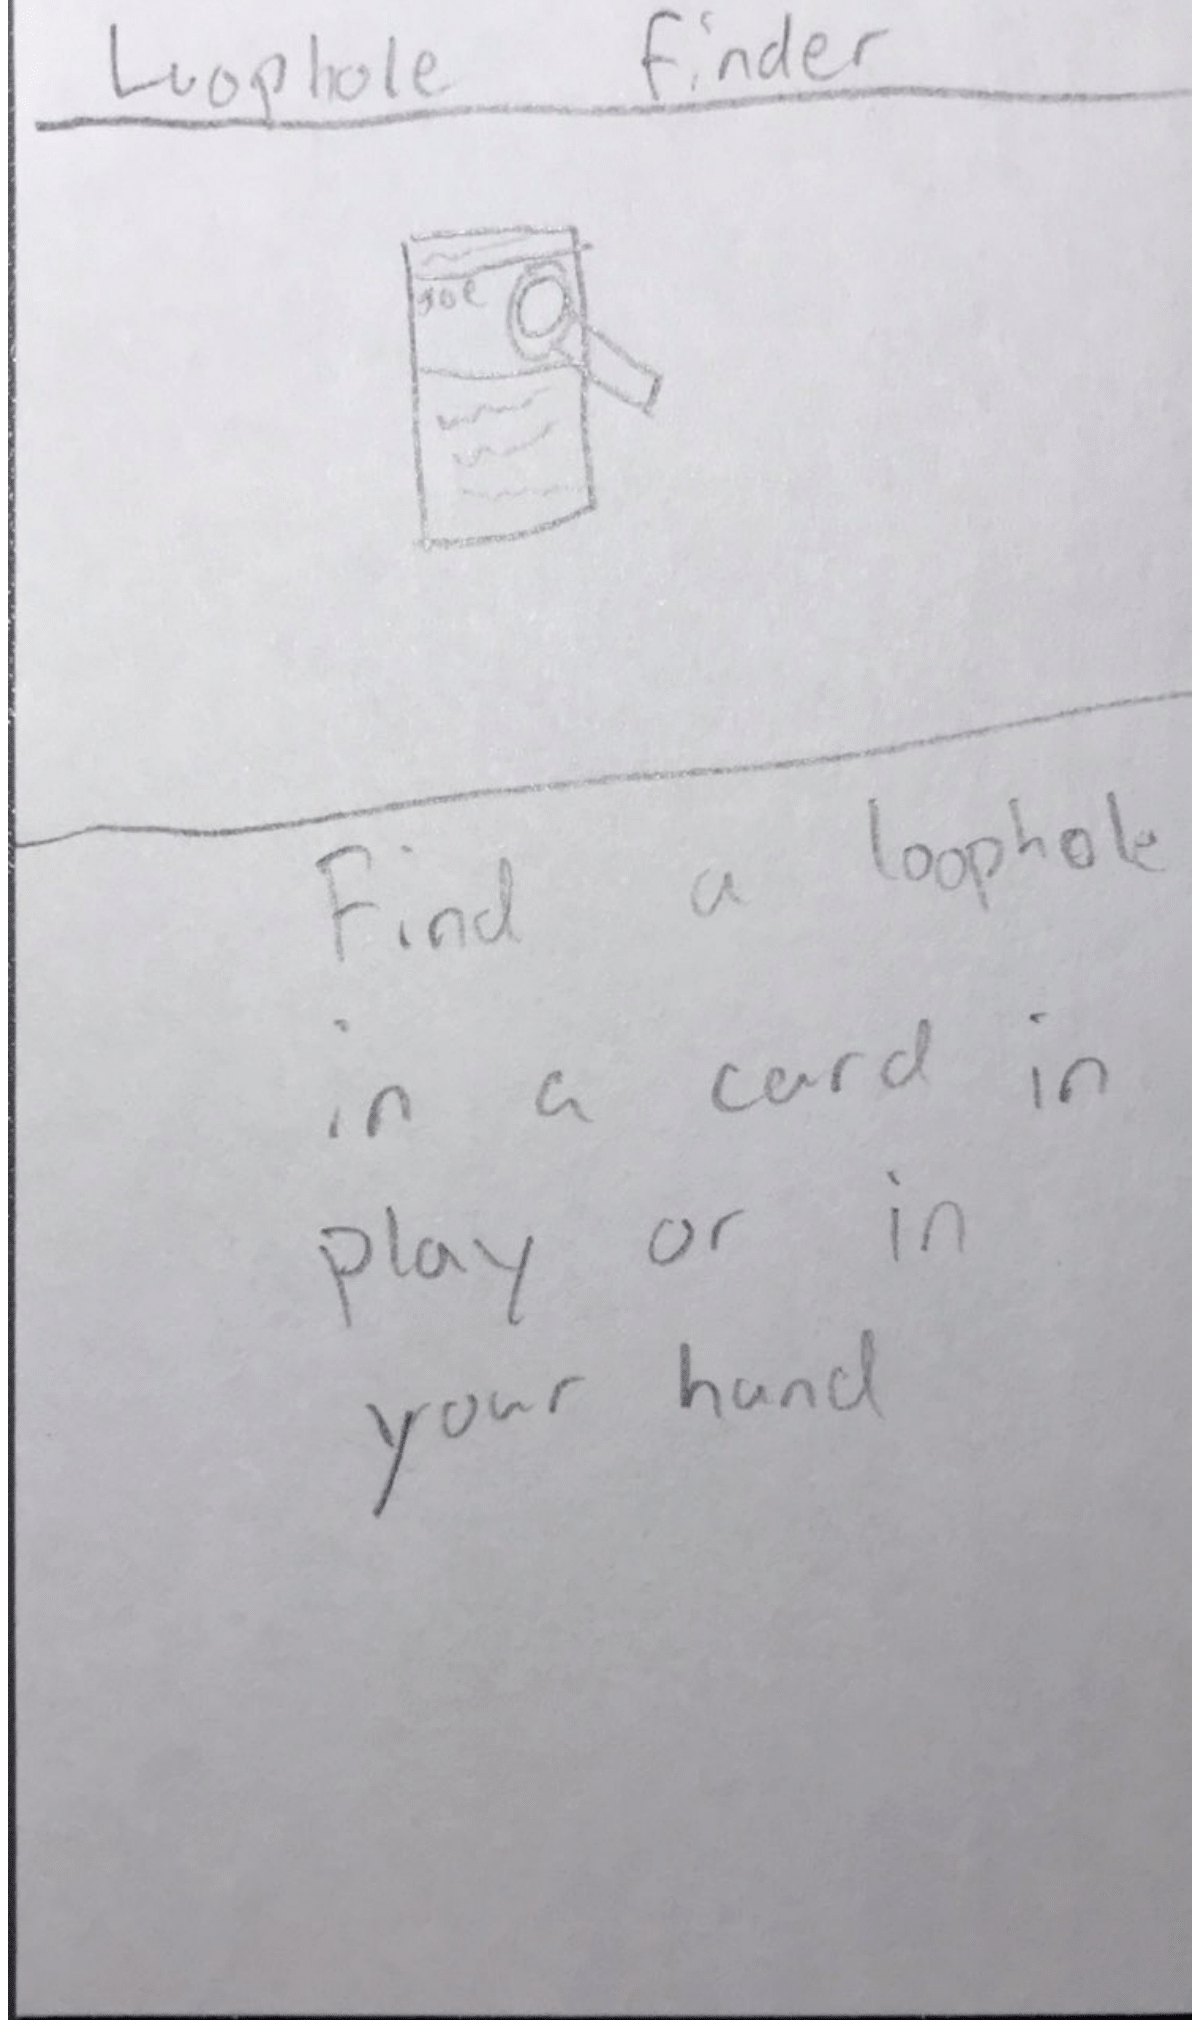 Loophole Finder
Joe
Find a loophole
in a card in
play or in
your hand